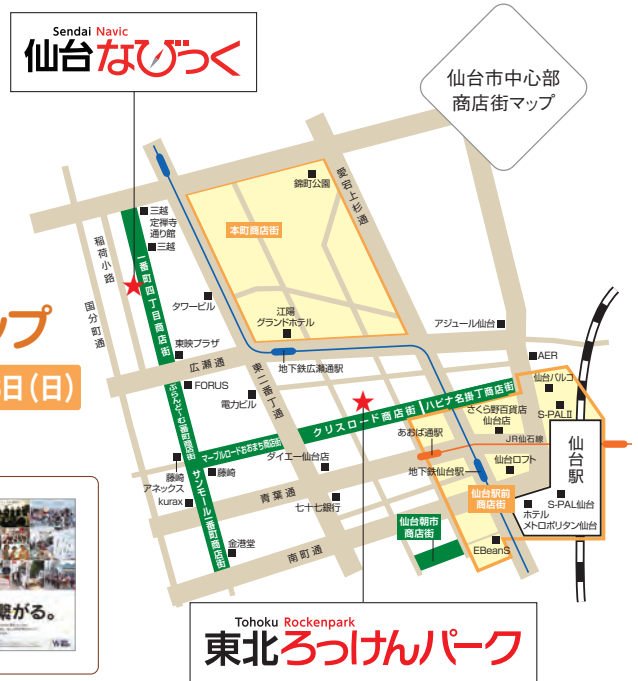 Sendai Navic
仙台なびっく
仙台市中心部
商店街マップ
錦町公園
愛宕上杉通
三越
定禅寺
通り館
三越
本町商店街
稲荷小路
国分町通
一番町四丁目商店街
タワービル
江陽
グランドホテル
アジュール仙台
ップ
日(日)
東映プラザ
広瀬通
地下鉄広瀬通駅
AER
FORUS
電力ビル
東二番丁通
仙台パルコ
S-PALII
ぶらんどーむ一番町商店街
クリスロード商店街
ハピナ名掛丁商店街
さくら野百貨店
仙台店
あおば通駅
JR仙石線
仙台駅
マーブルロードおおまち商店街
ダイエー仙台店
地下鉄仙台駅
仙台ロフト
藤崎
アネックス
藤崎
kurax
サンモール一番町商店街
青葉通
七十七銀行
仙台駅前
商店街
S-PAL仙台
ホテル
メトロポリタン仙台
仙台朝市
商店街
金港堂
南町通
EBeanS
繋がる。
Tohoku Rockenpark
東北ろっけんパーク